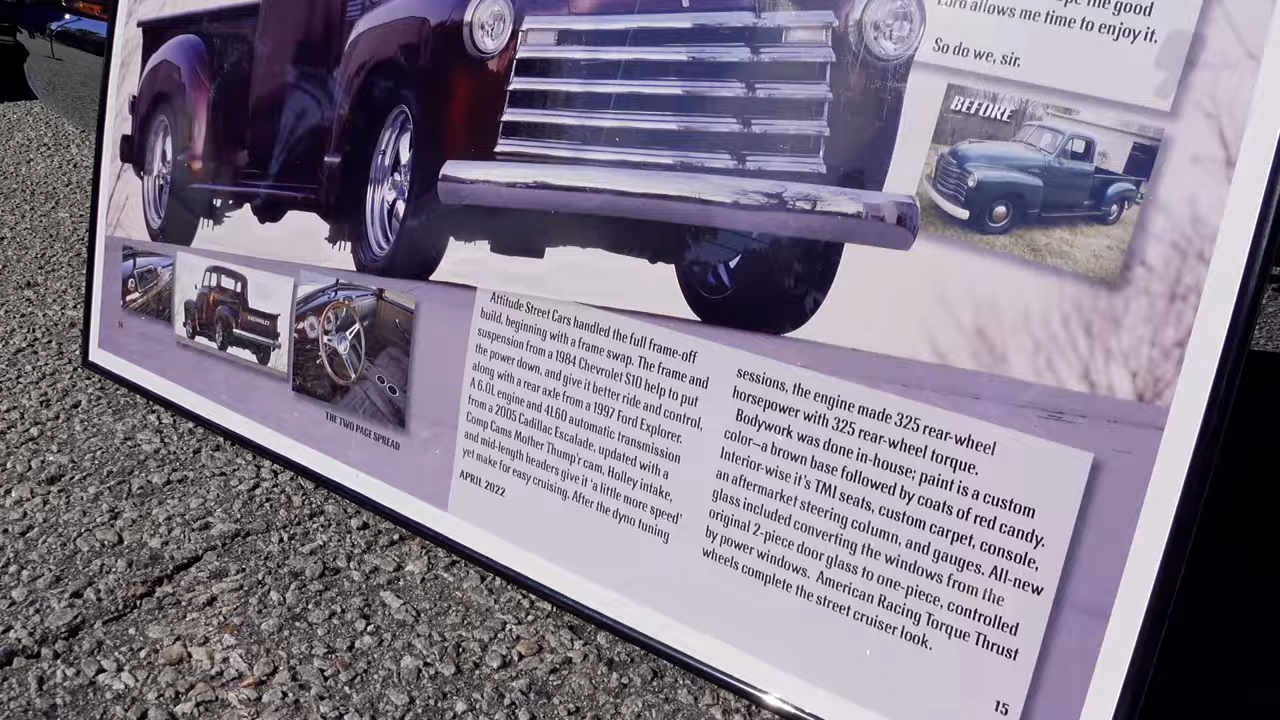 the good
Lord allows me time to enjoy it.
So do we, sir.
BEFORE
CHEVROLET
14
THE TWO PAGE SPREAD
Attitude Street Cars handled the full frame-off
build, beginning with a frame swap. The frame and
suspension from a 1984 Chevrolet S10 help to put
the power down, and give it better ride and control,
along with a rear axle from a 1997 Ford Explorer.
A 6.0L engine and 4L60 automatic transmission
from a 2005 Cadillac Escalade, updated with a
Comp Cams Mother Thump'r cam, Holley intake,
and mid-length headers give it 'a little more speed'
yet make for easy cruising. After the dyno tuning
APRIL 2022
sessions, the engine made 325 rear-wheel
horsepower with 325 rear-wheel torque.
Bodywork was done in-house; paint is a custom
color—a brown base followed by coats of red candy.
Interior-wise it's TMI seats, custom carpet, console,
an aftermarket steering column, and gauges. All-new
glass included converting the windows from the
original 2-piece door glass to one-piece, controlled
by power windows. American Racing Torque Thrust
wheels complete the street cruiser look.
15